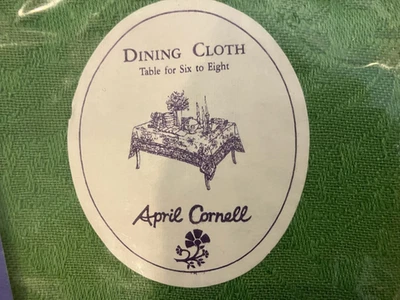 DINING CLOTH
Table for Six to Eight
April Cornell